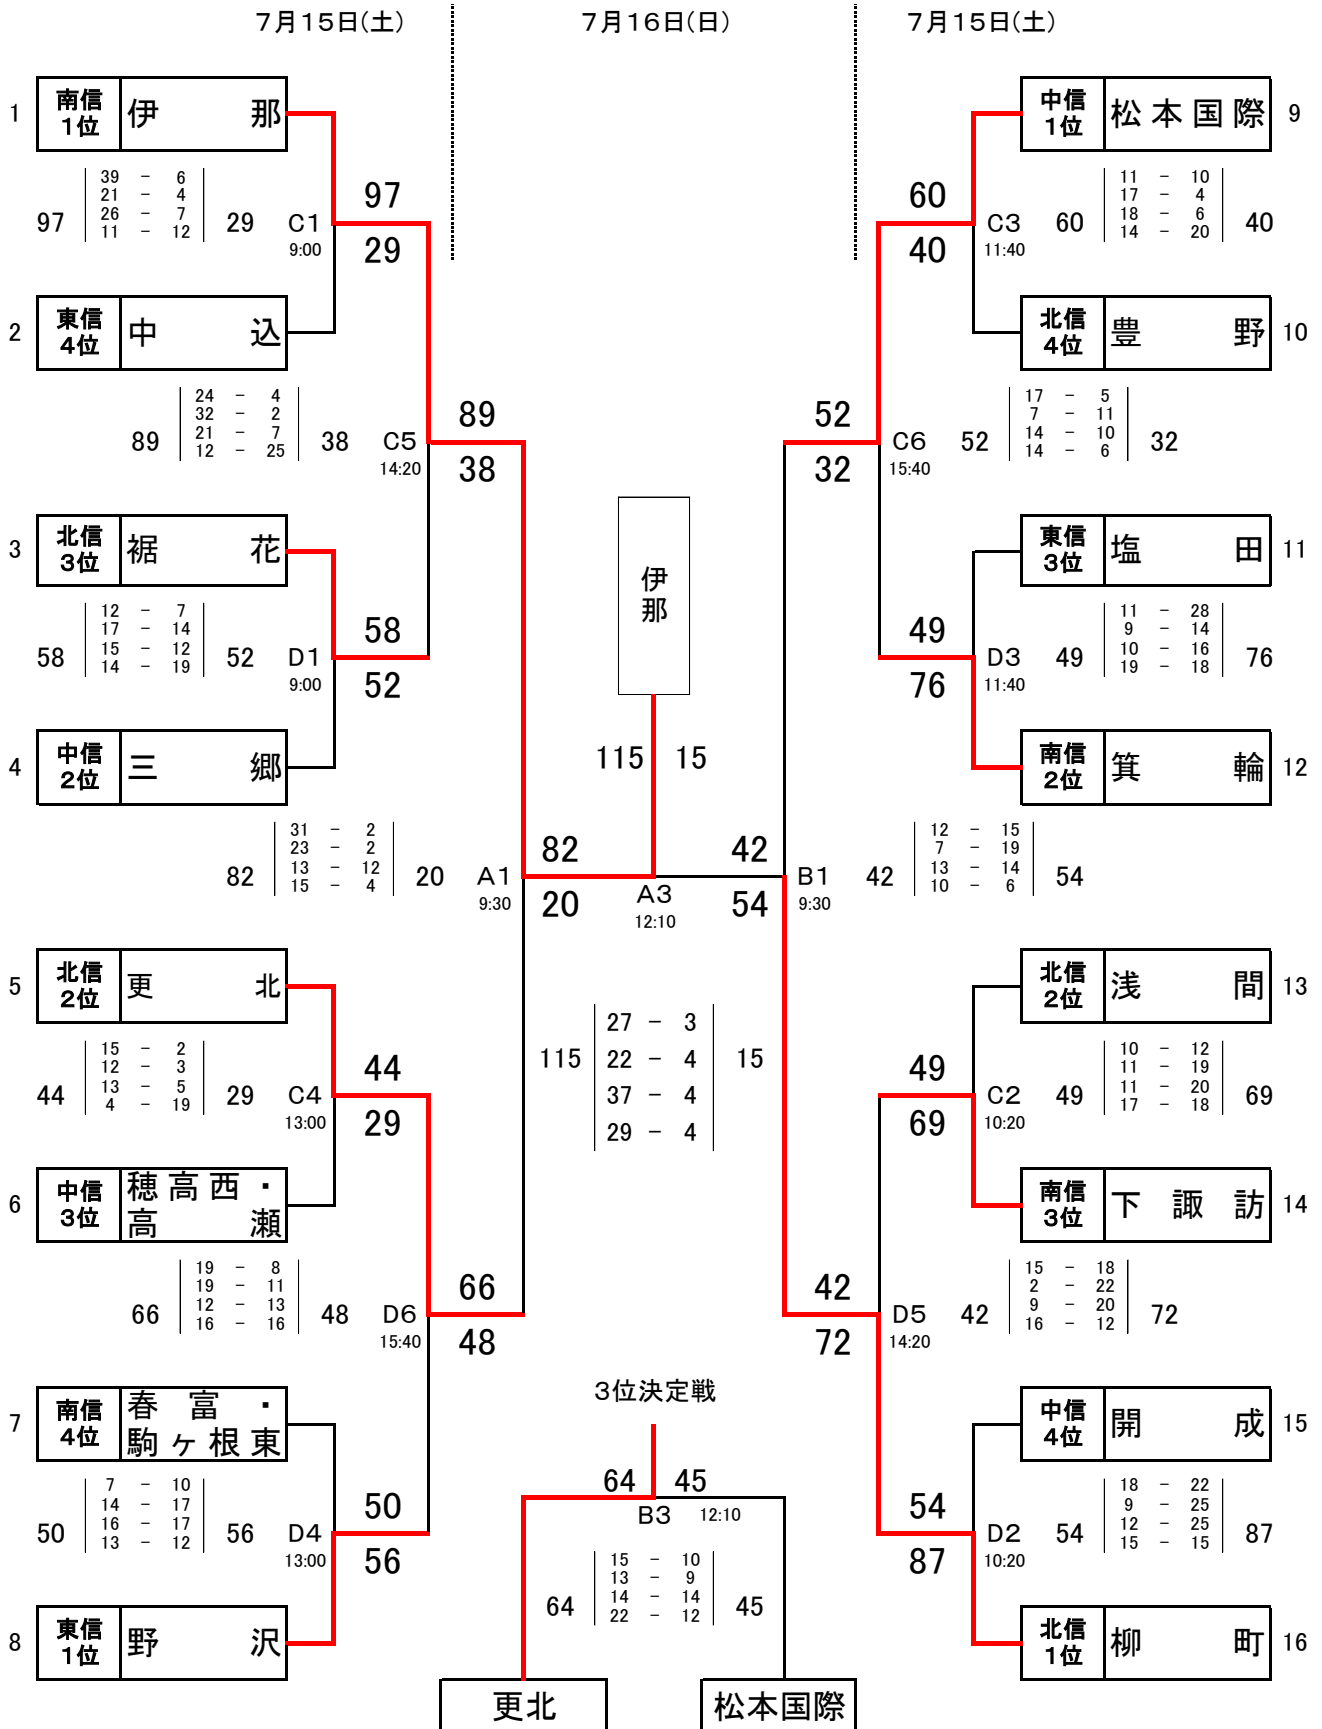 7月15日(土)
7月16日(日)
7月15日(土)
1 南信1位 伊那
39 - 6
21 - 4
26 - 7
11 - 12
97 29
C1
9:00
97
29
2 東信4位 中込
24 - 4
32 - 2
21 - 7
12 - 25
89 38
C5
14:20
89
38
3 北信3位 裾花
12 - 7
17 - 14
15 - 12
14 - 19
58 52
D1
9:00
58
52
4 中信2位 三郷
31 - 2
23 - 2
13 - 12
15 - 4
82 20
A1
9:30
82
20
5 北信2位 更北
15 - 2
12 - 3
13 - 5
4 - 19
44 29
C4
13:00
44
29
6 中信3位 穂高西・高瀬
19 - 8
19 - 11
12 - 13
16 - 16
66 48
D6
15:40
66
48
7 南信4位 春富・駒ヶ根東
7 - 10
14 - 17
16 - 17
13 - 12
50 56
D4
13:00
50
56
8 東信1位 野沢
伊那
115 15
A3
12:10
27 - 3
22 - 4
37 - 4
29 - 4
115 15
3位決定戦
64 45
B3 12:10
15 - 10
13 - 9
14 - 14
22 - 12
64 45
更北
松本国際
中信1位 松本国際 9
11 - 10
17 - 4
18 - 6
14 - 20
60 40
C3
11:40
60
40
北信4位 豊野 10
17 - 5
7 - 11
14 - 10
14 - 6
52 32
C6
15:40
52
32
東信3位 塩田 11
11 - 28
9 - 14
10 - 16
19 - 18
49 76
D3
11:40
49
76
南信2位 箕輪 12
12 - 15
7 - 19
13 - 14
10 - 6
42 54
B1
9:30
42
54
北信2位 浅間 13
10 - 12
11 - 19
11 - 20
17 - 18
49 69
C2
10:20
49
69
南信3位 下諏訪 14
15 - 18
2 - 22
9 - 20
16 - 12
42 72
D5
14:20
42
72
中信4位 開成 15
18 - 22
9 - 25
12 - 25
15 - 15
54 87
D2
10:20
54
87
北信1位 柳町 16